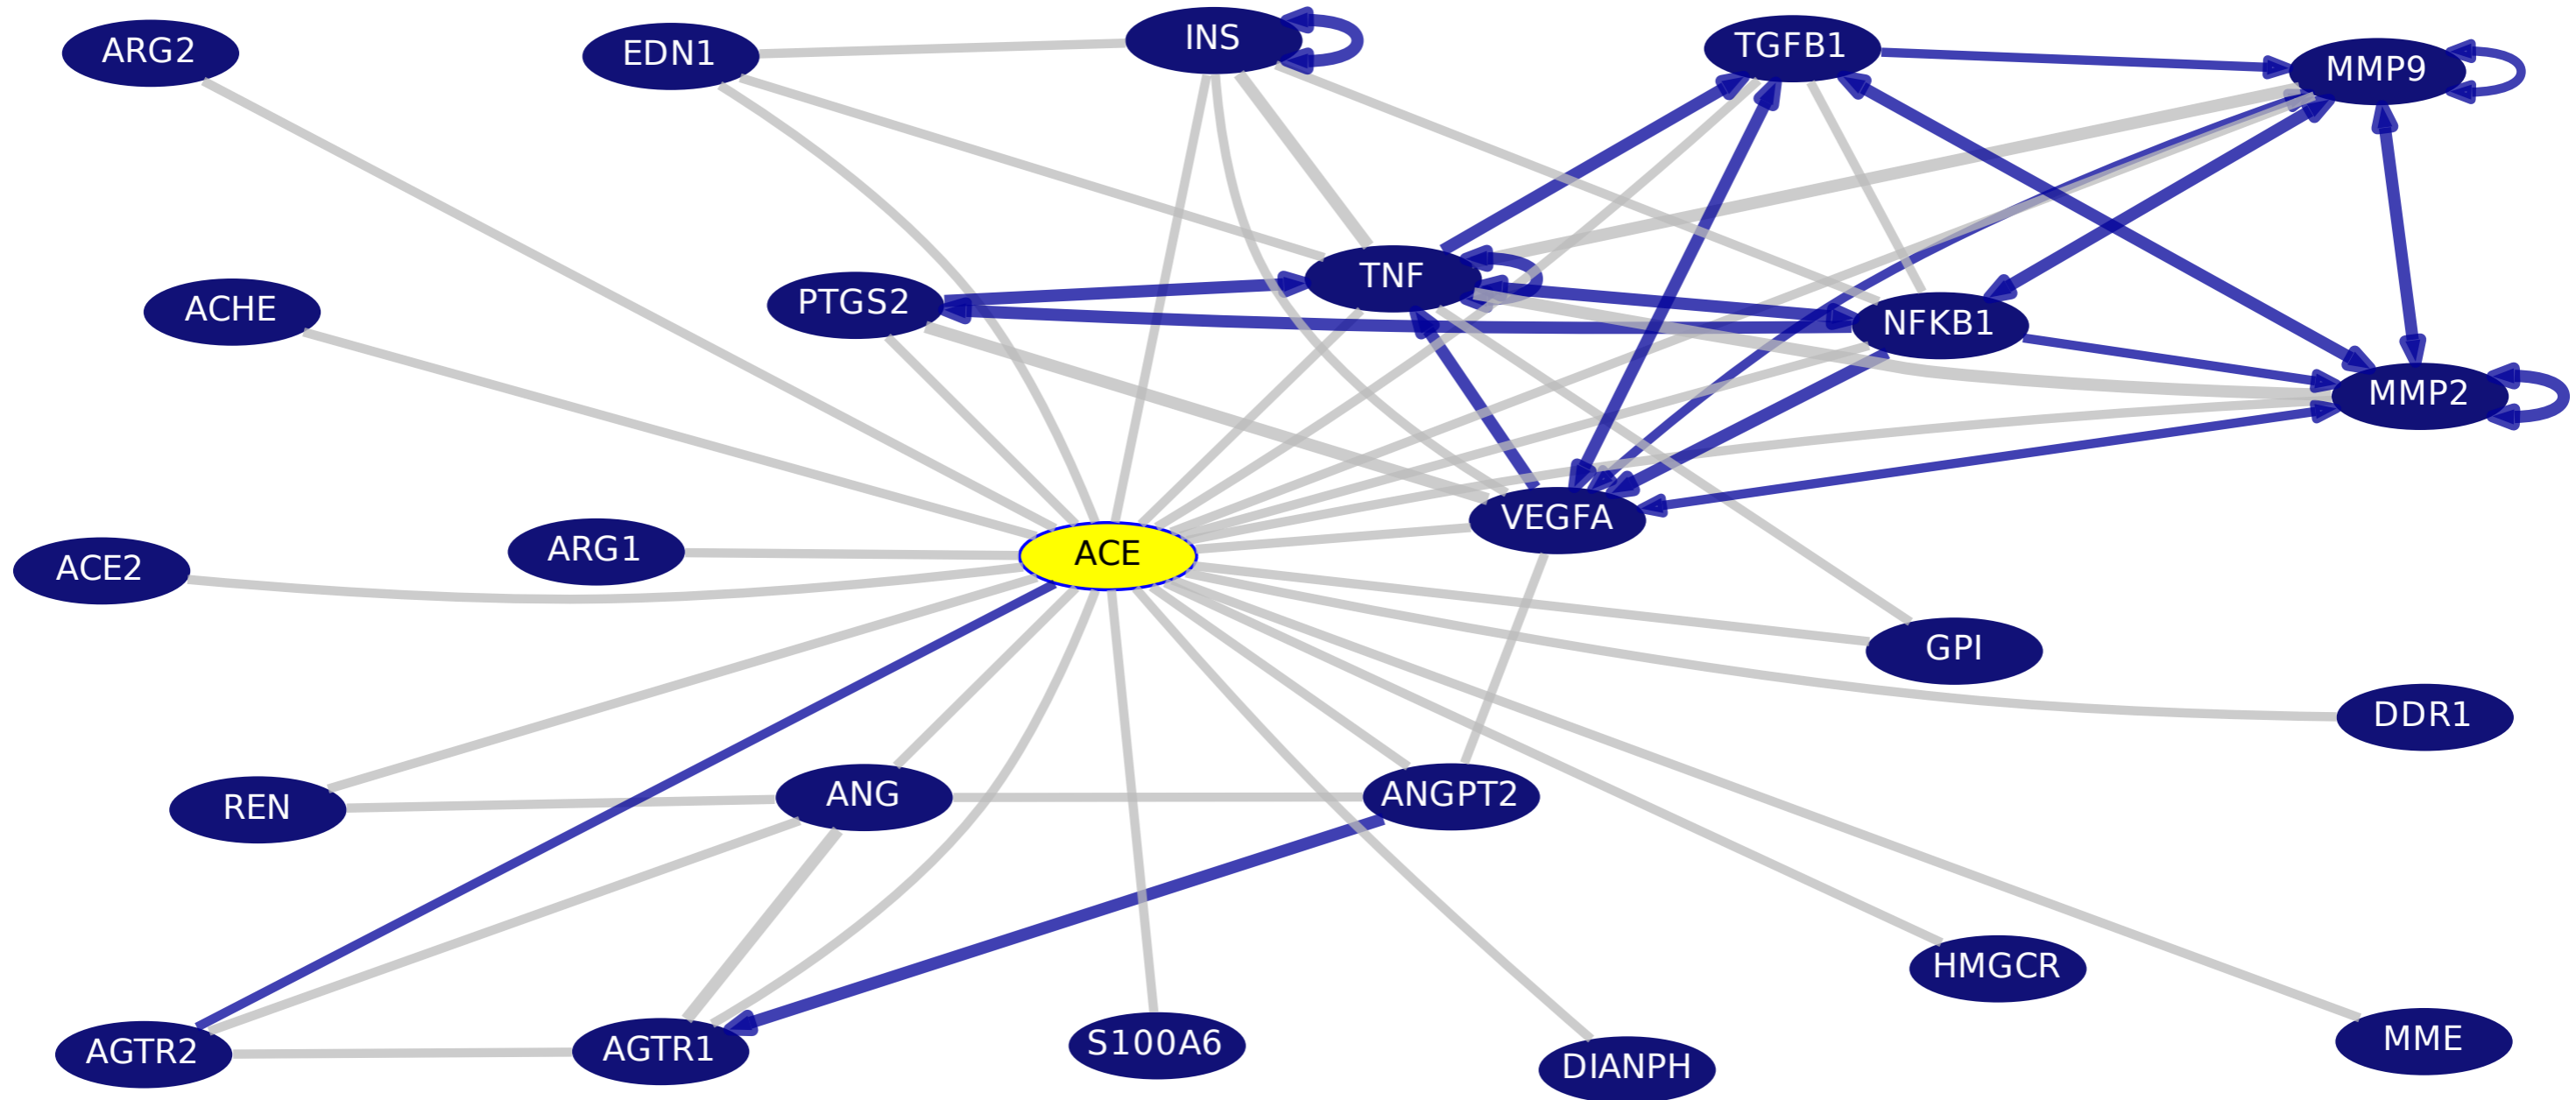 ARG2
EDN1
INS
TGFB1
MMP9
ACHE
PTGS2
TNF
NFKB1
MMP2
ACE2
ARG1
ACE
VEGFA
GPI
DDR1
REN
ANG
ANGPT2
HMGCR
AGTR2
AGTR1
S100A6
DIANPH
MME